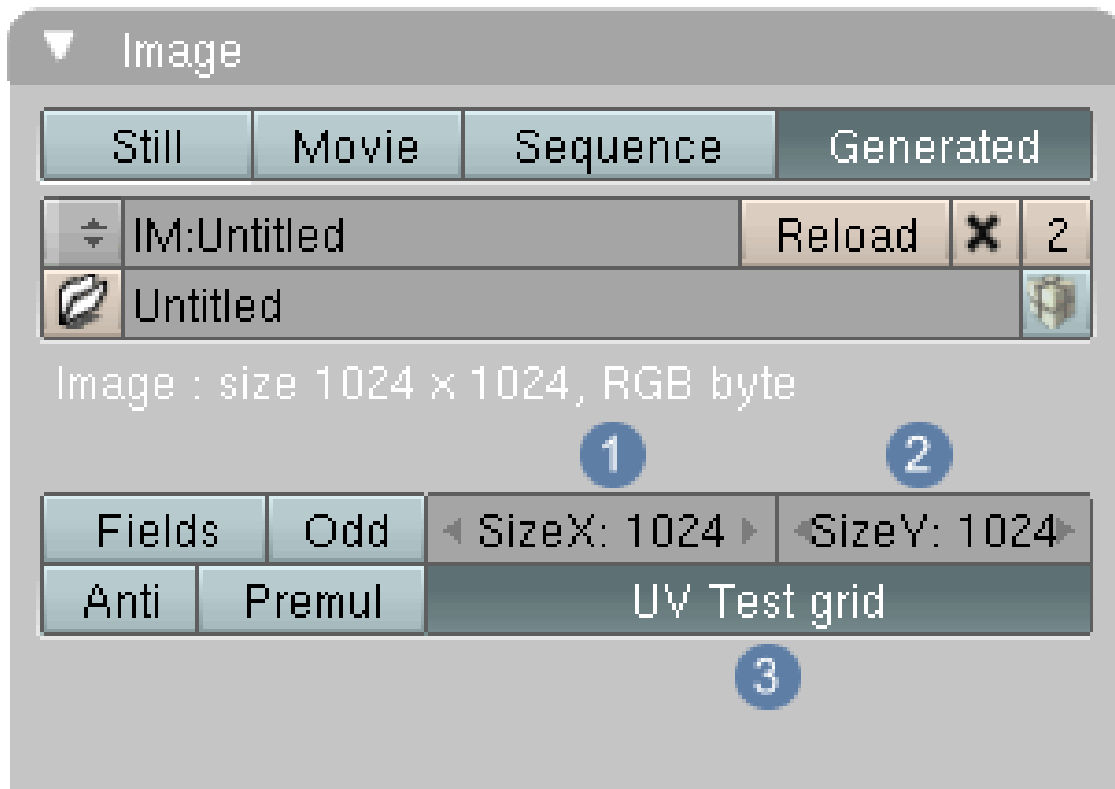 Image
Still Movie Sequence Generated
IM:Untitled Reload 2
Untitled
Image : size 1024 x 1024, RGB byte
1 2
Fields Odd SizeX: 1024 SizeY: 1024
Anti Premul UV Test grid
3